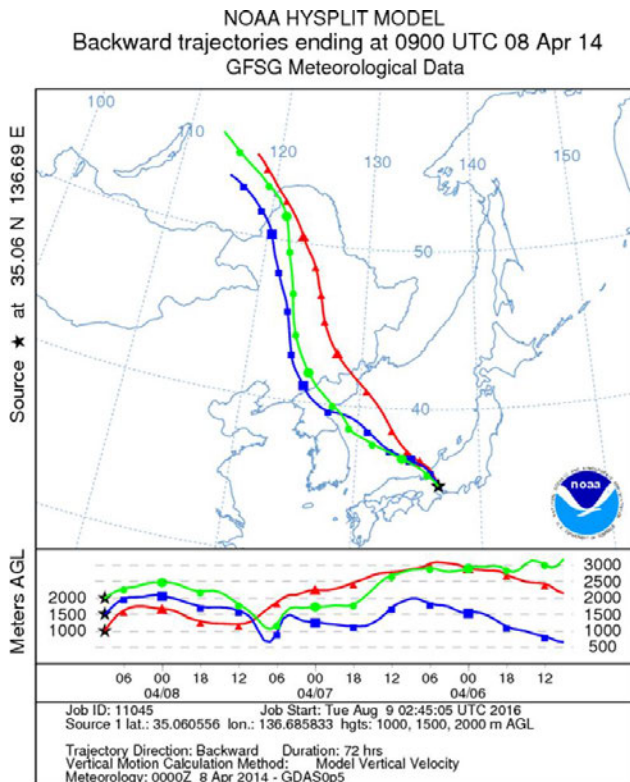 NOAA HYSPLIT MODEL
Backward trajectories ending at 0900 UTC 08 Apr 14
GFSG Meteorological Data
Source ★ at 35.06 N 136.69 E
100
110
120
130
140
150
50
40
noaa
Meters AGL
2000
1500
1000
3000
2500
2000
1500
1000
500
06 00 18 12 06 00 18 12 06 00 18 12
04/08 04/07 04/06
Job ID: 11045 Job Start: Tue Aug 9 02:45:05 UTC 2016
Source 1 lat.: 35.060556 lon.: 136.685833 hgts: 1000, 1500, 2000 m AGL
Trajectory Direction: Backward Duration: 72 hrs
Vertical Motion Calculation Method: Model Vertical Velocity
Meteorology: 0000Z 8 Apr 2014 - GDAS0p5